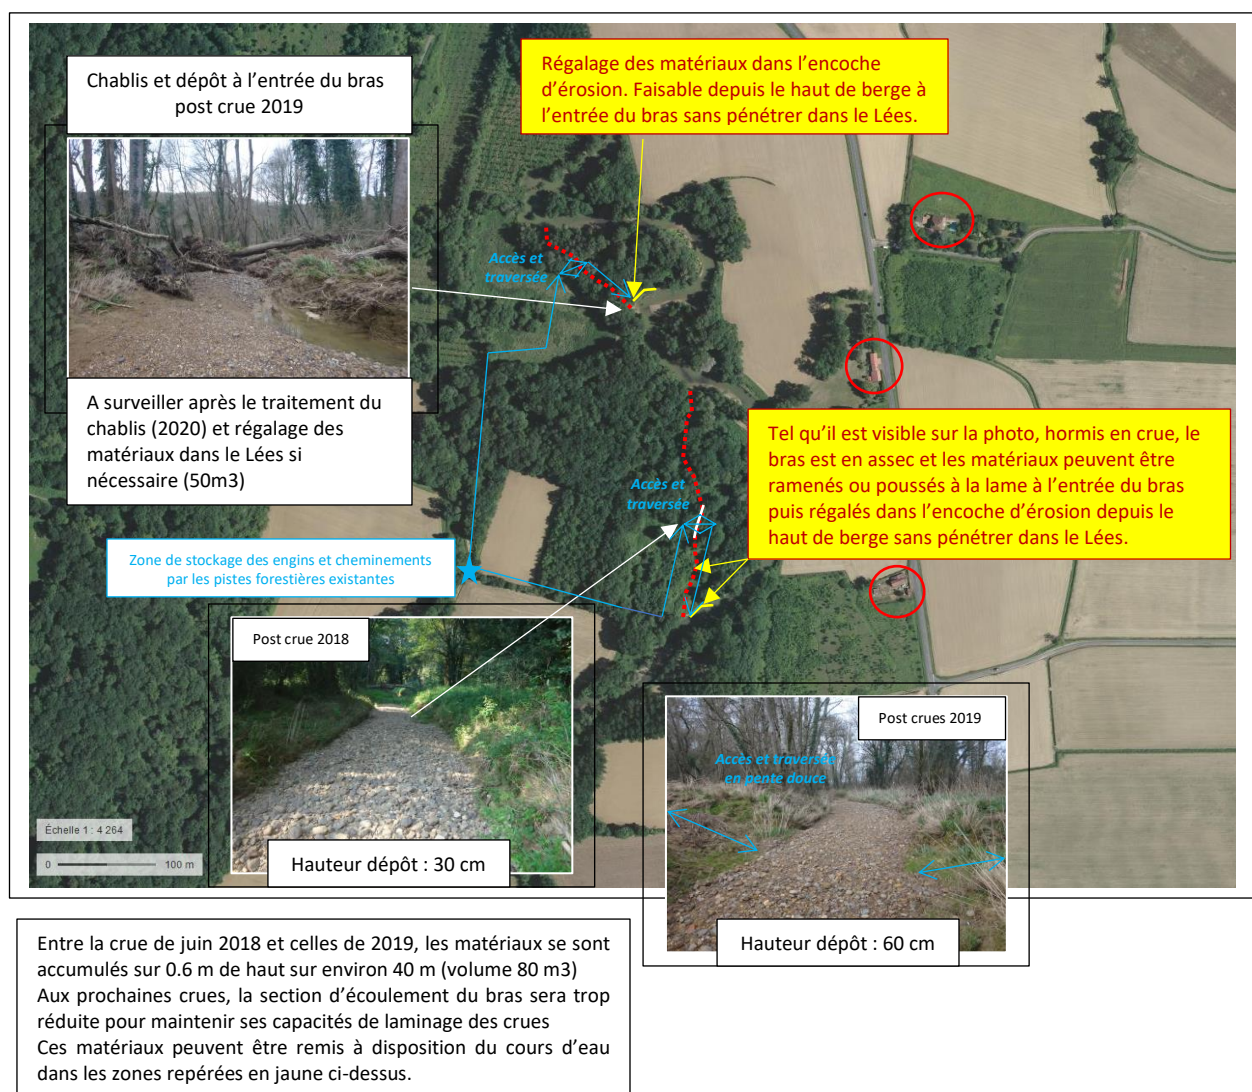 Chablis et dépôt à l'entrée du bras
post crue 2019
Régalage des matériaux dans l'encoche
d'érosion. Faisable depuis le haut de berge à
l'entrée du bras sans pénétrer dans le Lées.
Accès et
traversée
A surveiller après le traitement du
chablis (2020) et régalage des
matériaux dans le Lées si
nécessaire (50m3)
Tel qu'il est visible sur la photo, hormis en crue, le
bras est en assec et les matériaux peuvent être
ramenés ou poussés à la lame à l'entrée du bras
puis régalés dans l'encoche d'érosion depuis le
haut de berge sans pénétrer dans le Lées.
Accès et
traversée
Zone de stockage des engins et cheminements
par les pistes forestières existantes
Post crue 2018
Hauteur dépôt : 30 cm
Post crues 2019
Accès et traversée
en pente douce
Hauteur dépôt : 60 cm
Échelle 1 : 4 264
0 100 m
Entre la crue de juin 2018 et celles de 2019, les matériaux se sont
accumulés sur 0.6 m de haut sur environ 40 m (volume 80 m3)
Aux prochaines crues, la section d'écoulement du bras sera trop
réduite pour maintenir ses capacités de laminage des crues
Ces matériaux peuvent être remis à disposition du cours d'eau
dans les zones repérées en jaune ci-dessus.